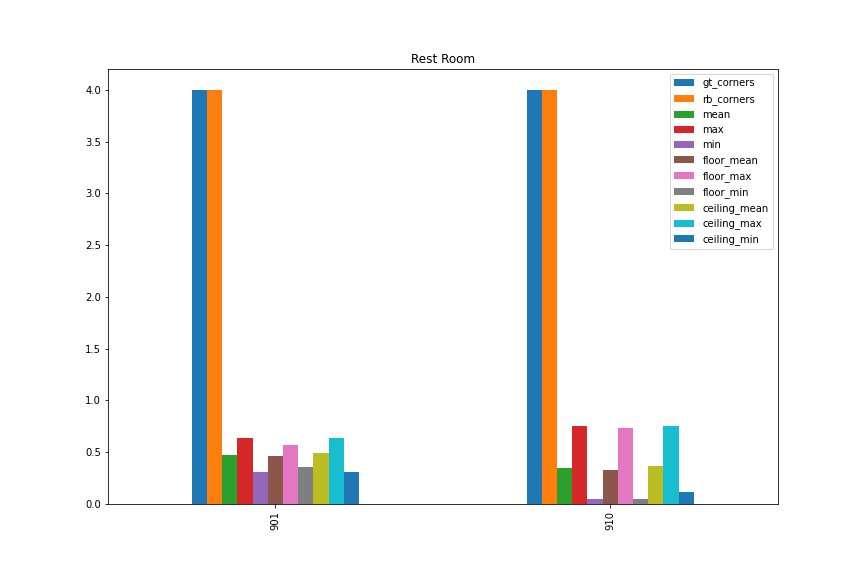 Rest Room
4.0
3.5
3.0
2.5
2.0
1.5
1.0
0.5
0.0
gt_corners
rb_corners
mean
max
min
floor_mean
floor_max
floor_min
ceiling_mean
ceiling_max
ceiling_min
901
910